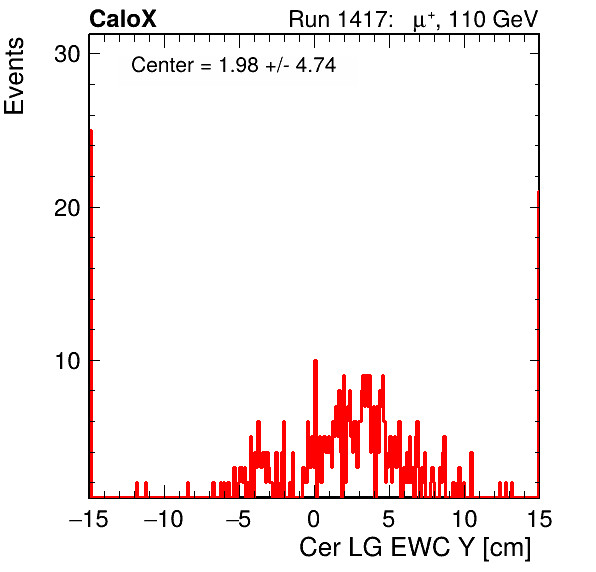 CaloX Run 1417: μ⁺, 110 GeV
Center = 1.98 +/- 4.74
Events
30
20
10
−15 −10 −5 0 5 10 15
Cer LG EWC Y [cm]